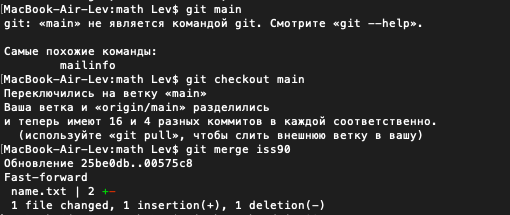 [MacBook-Air-Lev:math Lev$ git main
git: «main» не является командой git. Смотрите «git --help».
Самые похожие команды:
mailinfo
[MacBook-Air-Lev:math Lev$ git checkout main
Переключились на ветку «main»
Ваша ветка и «origin/main» разделились
и теперь имеют 16 и 4 разных коммитов в каждой соответственно.
(используйте «git pull», чтобы слить внешнюю ветку в вашу)
[MacBook-Air-Lev:math Lev$ git merge iss90
Обновление 25be0db..00575c8
Fast-forward
name.txt | 2 +-
1 file changed, 1 insertion(+), 1 deletion(-)